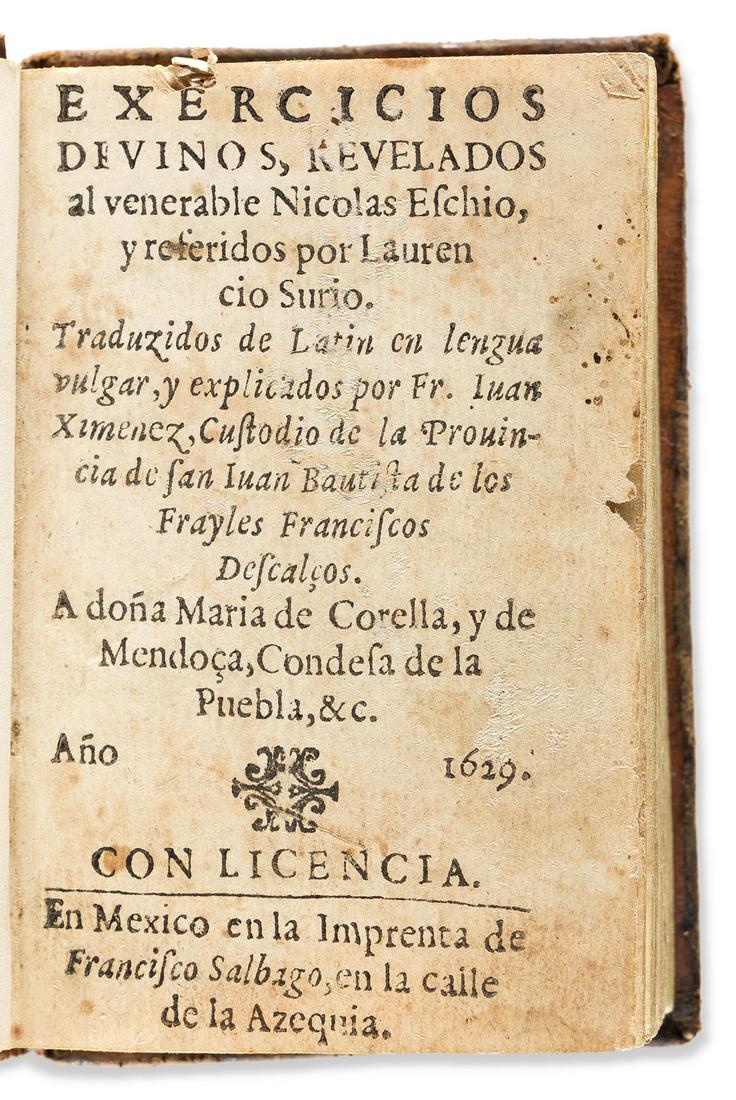 EXERCICIOS
DIVINOS, REVELADOS
al venerable Nicolas Eſchio,
y referidos por Lauren
cio Surio.
Traduzidos de Latin en lengua
vulgar, y explicados por Fr. Iuan
Ximenez, Cuſtodio de la Prouin-
cia de ſan Iuan Bautiſta de los
Frayles Franciſcos
Deſcalços.
A doña Maria de Corella, y de
Mendoça, Condeſa de la
Puebla, &c.
Año 1629.
CON LICENCIA.
En Mexico en la Imprenta de
Franciſco Salbago, en la calle
de la Azequia.